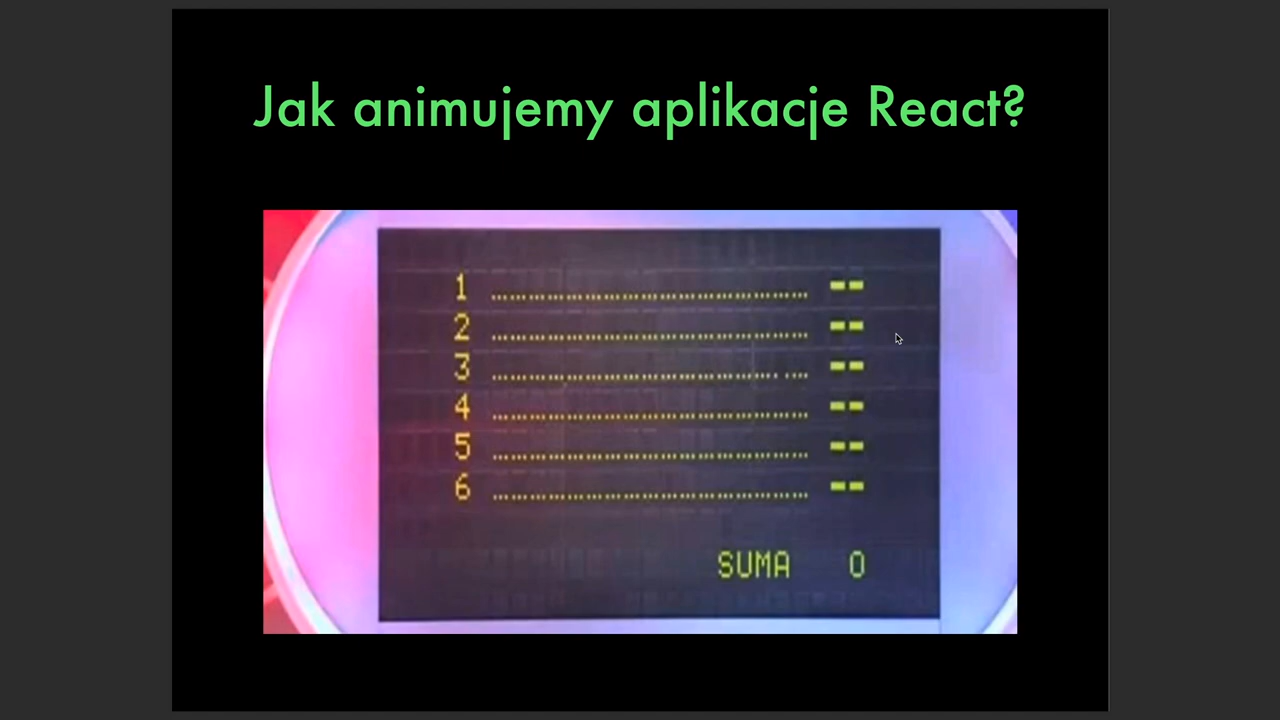 Jak animujemy aplikacje React?
1 ........................................ --
2 ........................................ --
3 ........................................ --
4 ........................................ --
5 ........................................ --
6 ........................................ --
SUMA 0